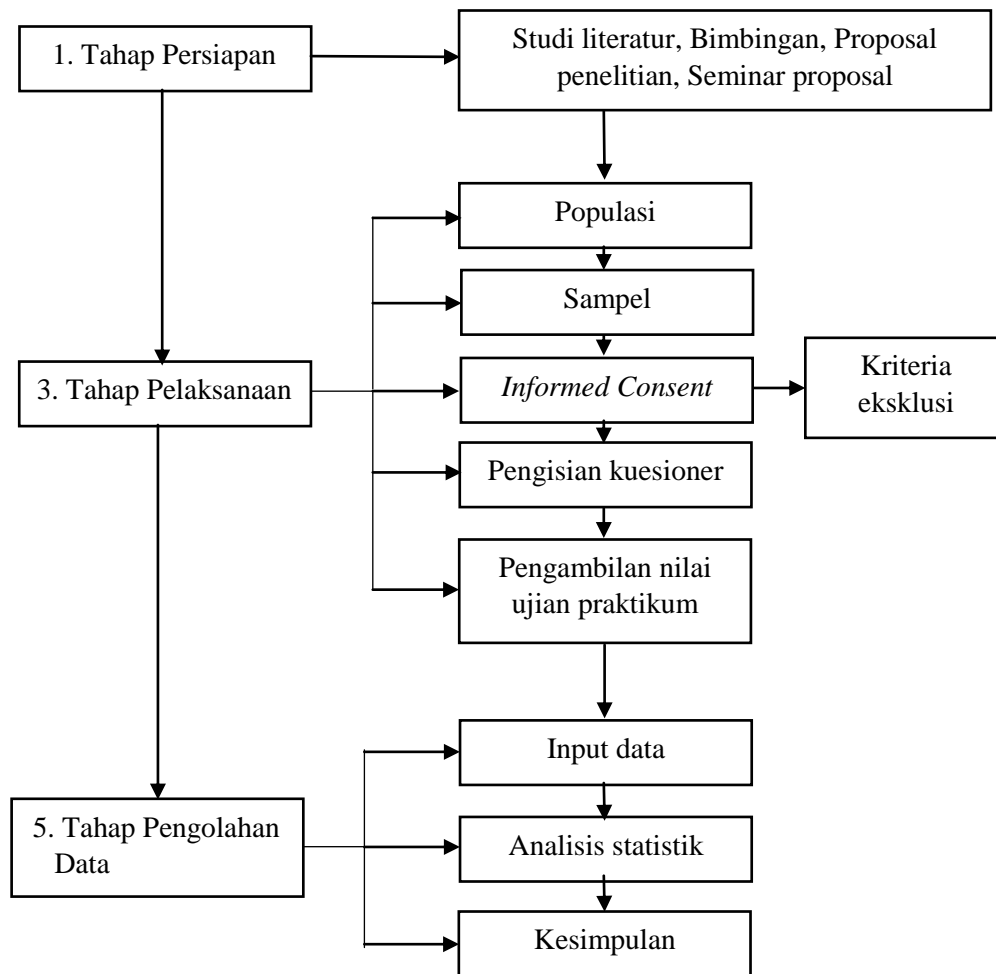 1. Tahap Persiapan
Studi literatur, Bimbingan, Proposal
penelitian, Seminar proposal
Populasi
Sampel
3. Tahap Pelaksanaan
Informed Consent
Kriteria
eksklusi
Pengisian kuesioner
Pengambilan nilai
ujian praktikum
Input data
5. Tahap Pengolahan
Data
Analisis statistik
Kesimpulan